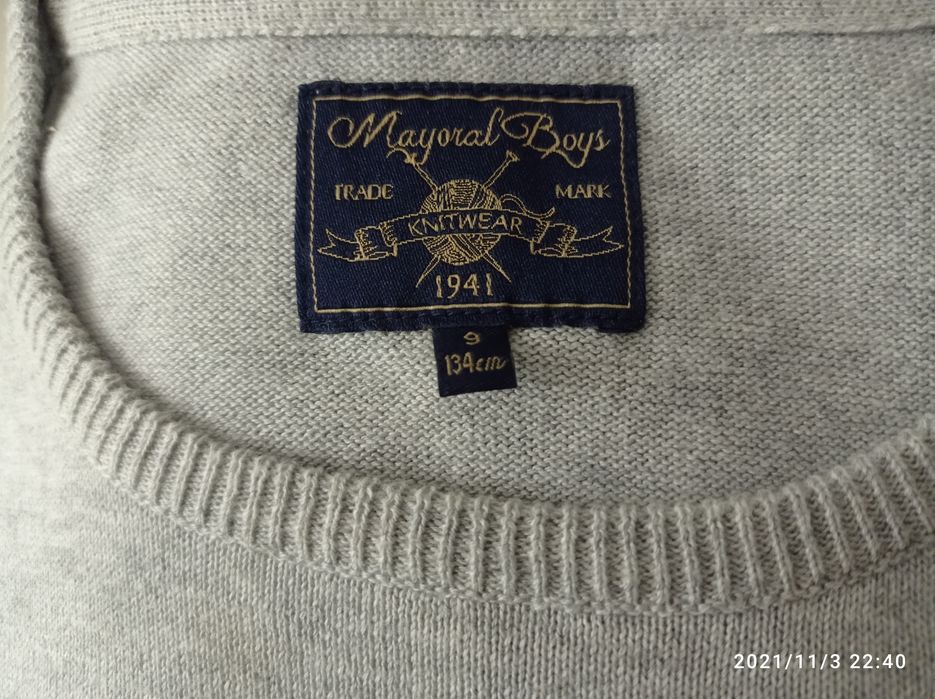 Mayoral Boys
TRADE MARK
KNITWEAR
1941
9
134cm
2021/11/3 22:40